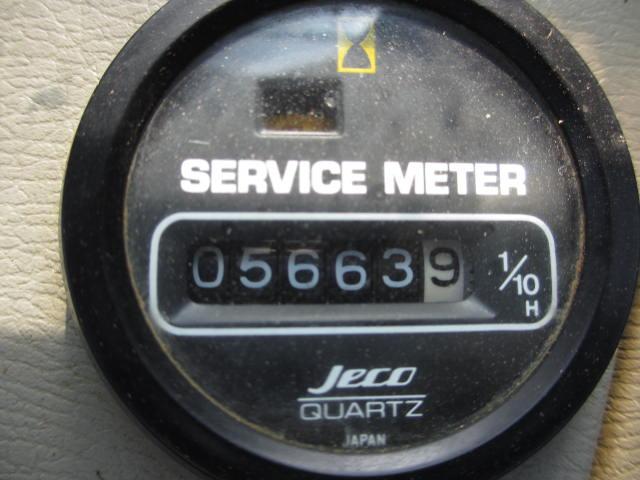 SERVICE METER
056639 1/10 H
Jeco
QUARTZ
JAPAN